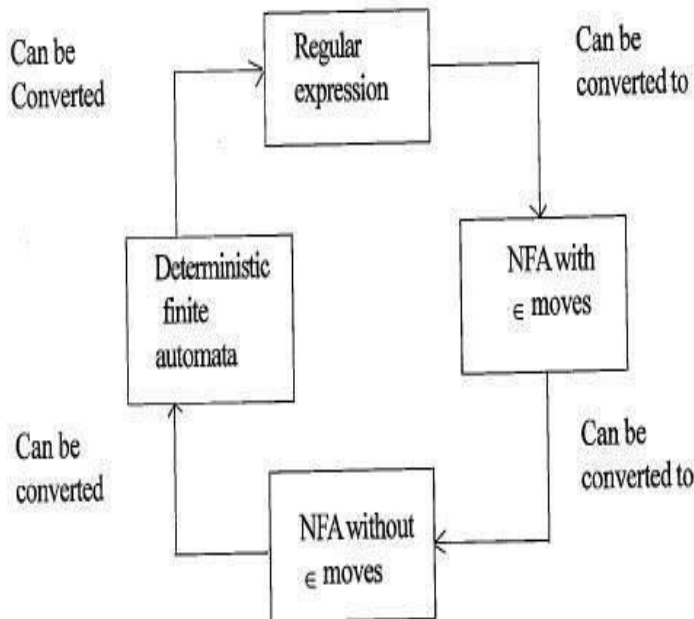 Can be
Converted
Regular
expression
Can be
converted to
Deterministic
finite
automata
NFA with
∈ moves
Can be
converted
NFA without
∈ moves
Can be
converted to